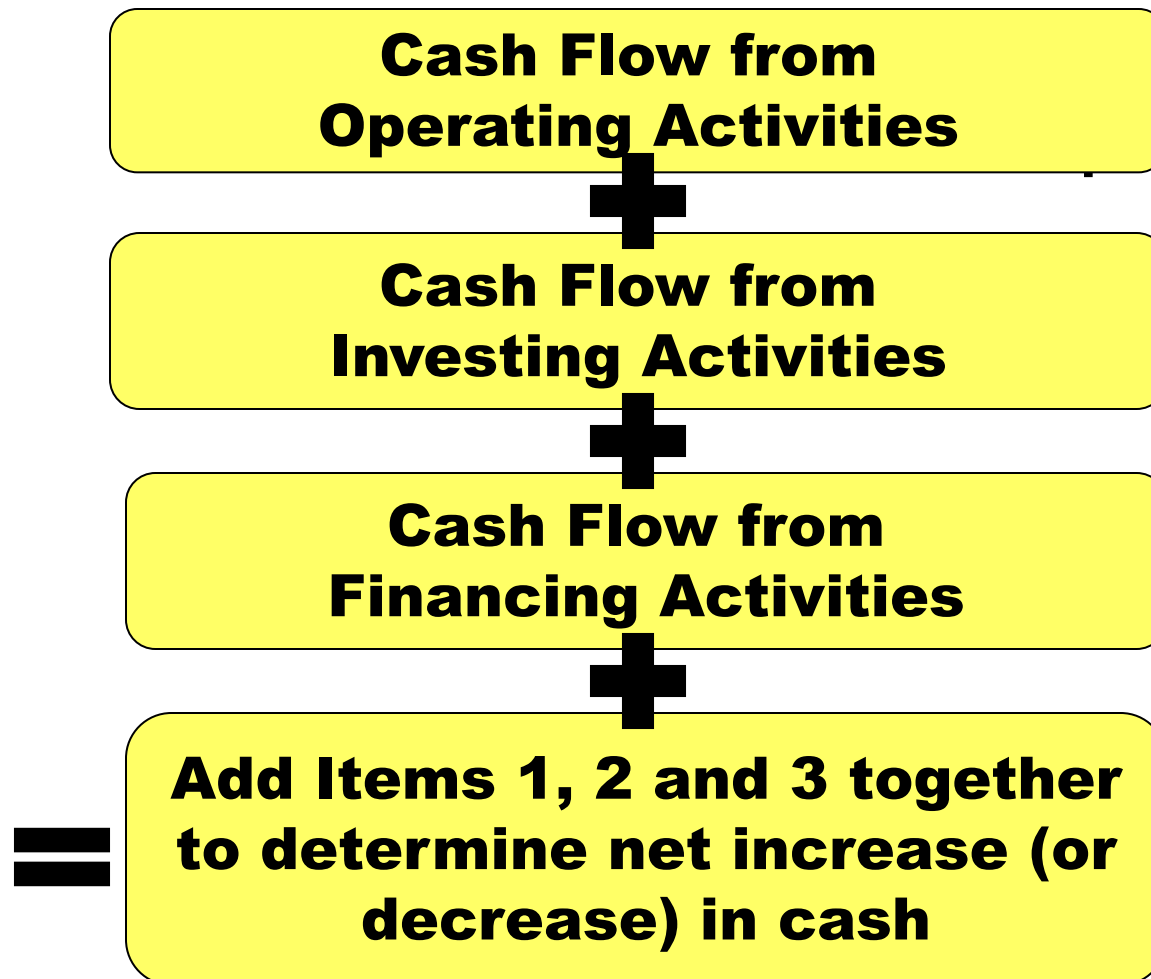 Cash Flow from
Operating Activities
Cash Flow from
Investing Activities
Cash Flow from
Financing Activities
Add Items 1, 2 and 3 together
to determine net increase (or
decrease) in cash